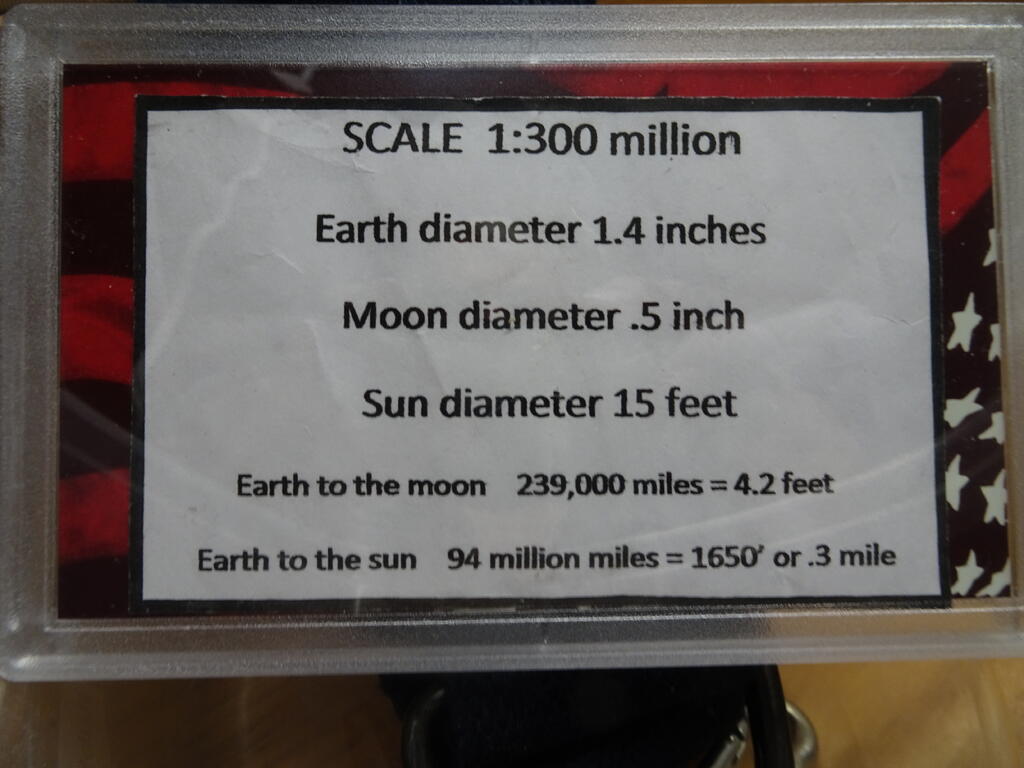 SCALE 1:300 million
Earth diameter 1.4 inches
Moon diameter .5 inch
Sun diameter 15 feet
Earth to the moon 239,000 miles = 4.2 feet
Earth to the sun 94 million miles = 1650' or .3 mile